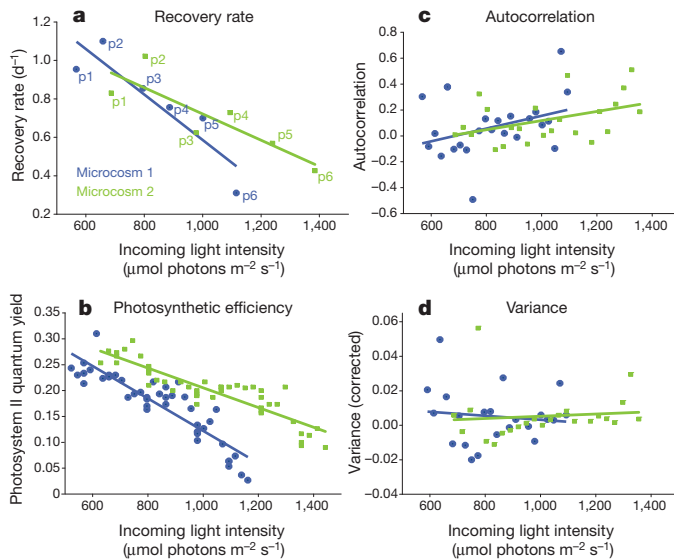 a Recovery rate
Recovery rate (d⁻¹)
1.4
1.2
1.0
0.8
0.6
0.4
0.2
p1
p2
p3
p4
p5
p6
p1
p2
p3
p4
p5
p6
Microcosm 1
Microcosm 2
600 800 1,000 1,200 1,400
Incoming light intensity
(μmol photons m⁻² s⁻¹)
c Autocorrelation
Autocorrelation
0.8
0.6
0.4
0.2
0.0
−0.2
−0.4
−0.6
600 800 1,000 1,200 1,400
Incoming light intensity
(μmol photons m⁻² s⁻¹)
b Photosynthetic efficiency
Photosystem II quantum yield
0.35
0.30
0.25
0.20
0.15
0.10
0.05
0
600 800 1,000 1,200 1,400
Incoming light intensity
(μmol photons m⁻² s⁻¹)
d Variance
Variance (corrected)
0.06
0.04
0.02
0.00
−0.02
−0.04
600 800 1,000 1,200 1,400
Incoming light intensity
(μmol photons m⁻² s⁻¹)